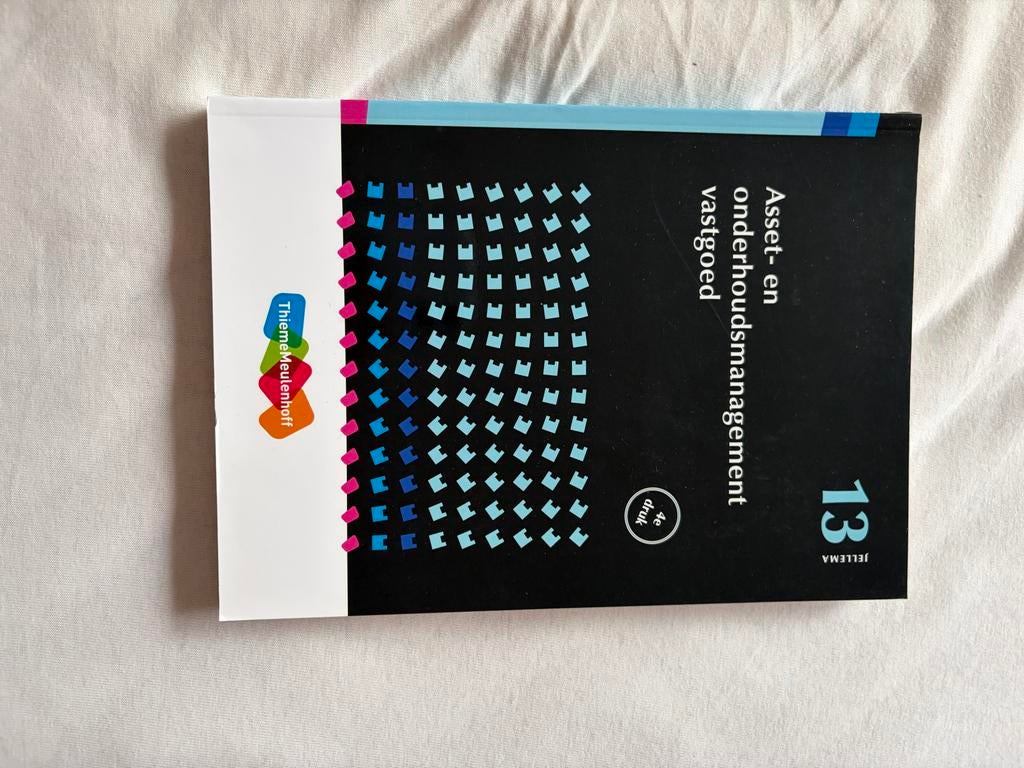 13
JELLEMA
Asset- en
onderhoudsmanagement
vastgoed
4e
druk
ThiemeMeulenhoff